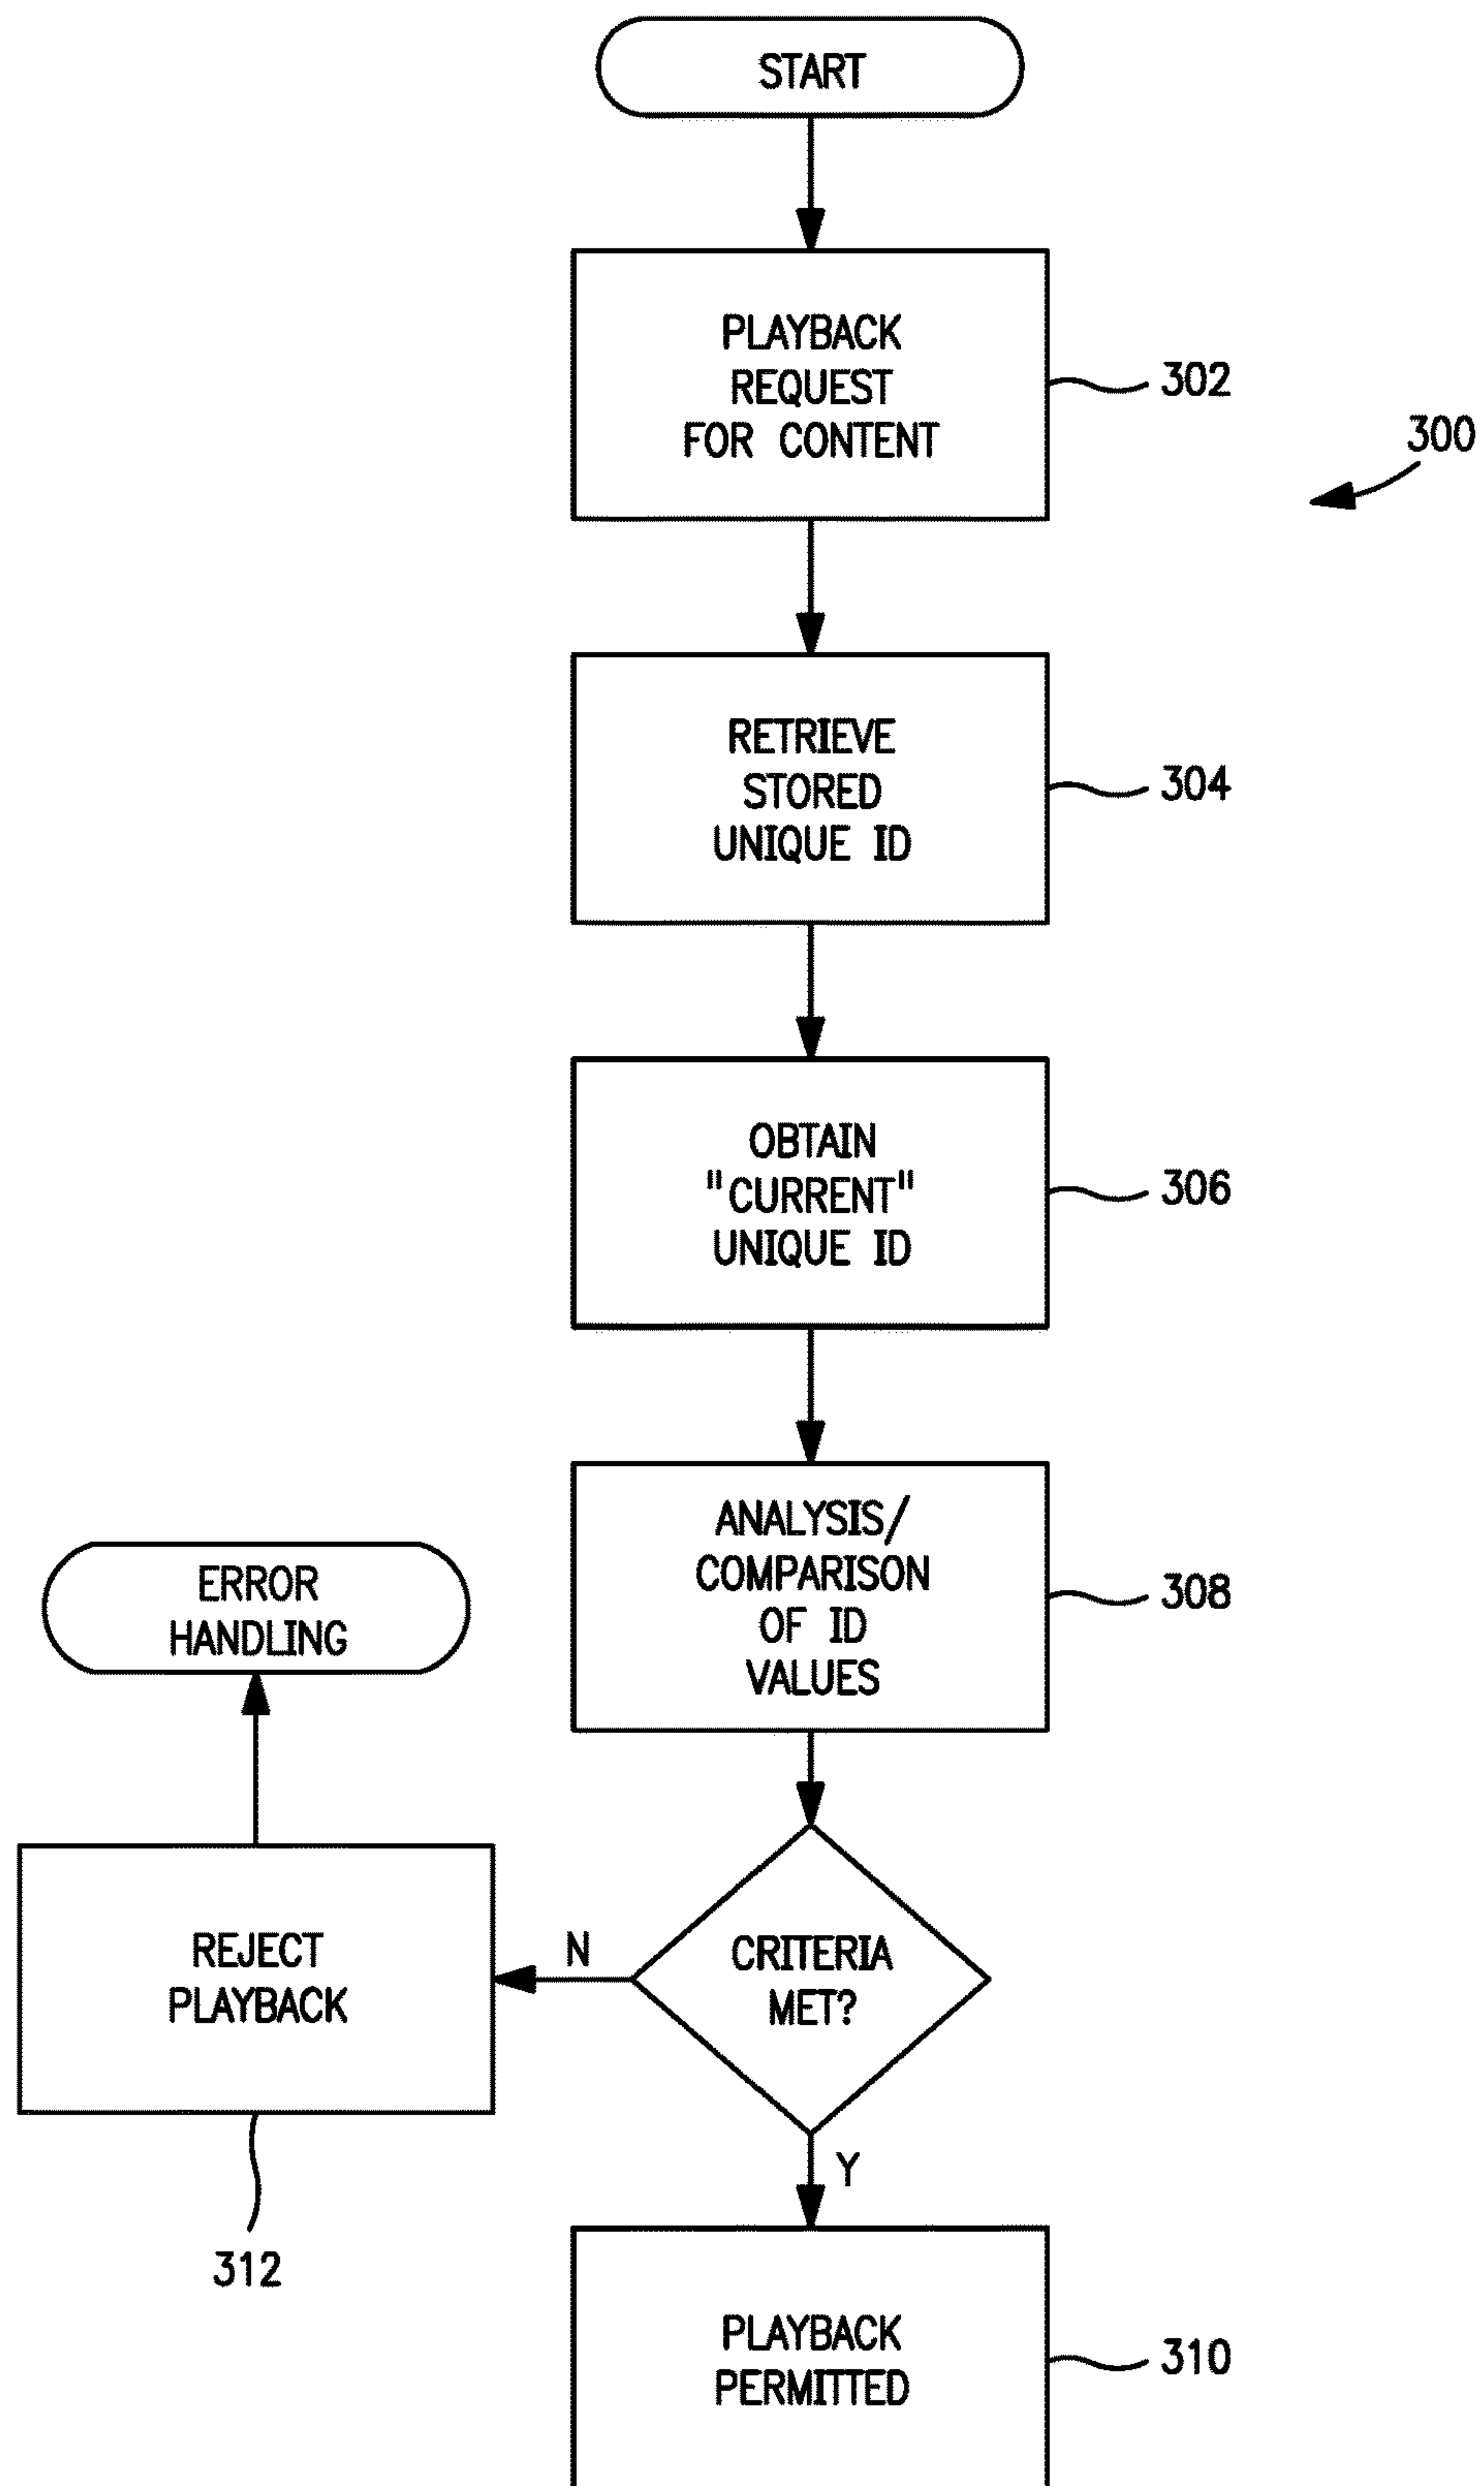 START
PLAYBACK
REQUEST
FOR CONTENT
302
300
RETRIEVE
STORED
UNIQUE ID
304
OBTAIN
"CURRENT"
UNIQUE ID
306
ANALYSIS/
COMPARISON
OF ID
VALUES
308
ERROR
HANDLING
CRITERIA
MET?
N
REJECT
PLAYBACK
312
Y
PLAYBACK
PERMITTED
310